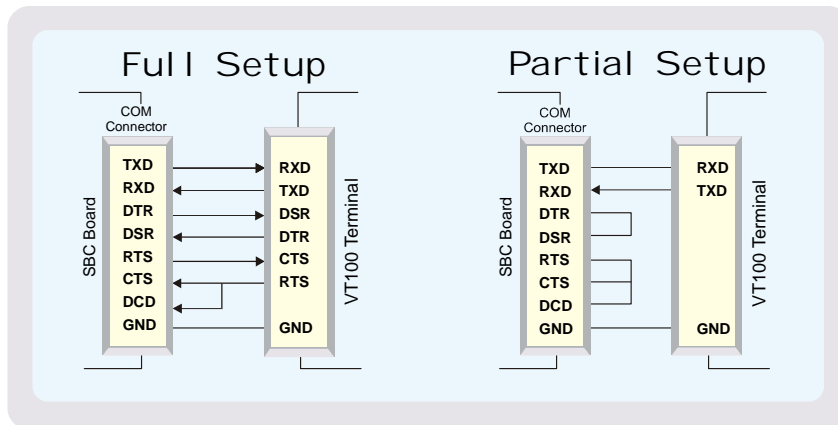 Full Setup
COM
Connector
SBC Board
TXD
RXD
DTR
DSR
RTS
CTS
DCD
GND
RXD
TXD
DSR
DTR
CTS
RTS
GND
VT100 Terminal
Partial Setup
COM
Connector
SBC Board
TXD
RXD
DTR
DSR
RTS
CTS
DCD
GND
RXD
TXD
GND
VT100 Terminal